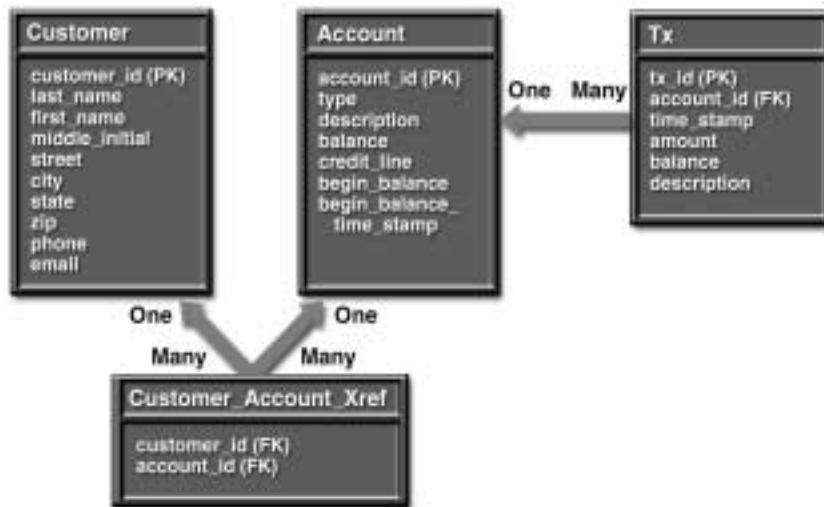 Customer
customer_id (PK)
last_name
first_name
middle_initial
street
city
state
zip
phone
email
Account
account_id (PK)
type
description
balance
credit_line
begin_balance
begin_balance_
time_stamp
One Many
Tx
tx_id (PK)
account_id (FK)
time_stamp
amount
balance
description
One
One
Many
Many
Customer_Account_Xref
customer_id (FK)
account_id (FK)